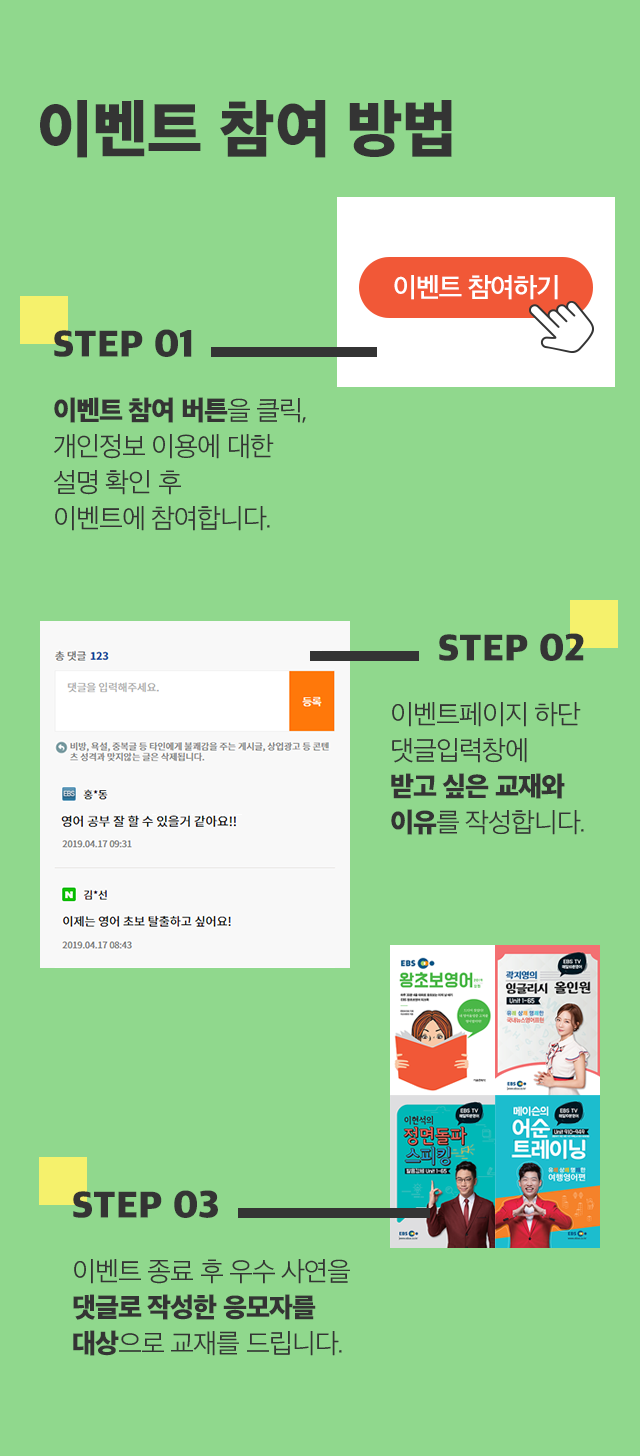 이벤트 참여 방법
이벤트 참여하기
STEP 01
이벤트 참여 버튼을 클릭,
개인정보 이용에 대한
설명 확인 후
이벤트에 참여합니다.
STEP 02
이벤트페이지 하단
댓글입력창에
받고 싶은 교재와
이유를 작성합니다.
총 댓글 123
댓글을 입력해주세요.
등록
비방, 욕설, 중복글 등 타인에게 불쾌감을 주는 게시글, 상업광고 등 콘텐
츠 성격과 맞지않는 글은 삭제됩니다.
EBS 홍*동
영어 공부 잘 할 수 있을거 같아요!!
2019.04.17 09:31
N 김*선
이제는 영어 초보 탈출하고 싶어요!
2019.04.17 08:43
EBS
왕초보영어
EBS TV
곽지영의
잉글리시 올인원
Unit 1-65
국내뉴스영어표현
EBS
이현석의
EBS TV
정면돌파
스피킹
Unit 1-65
EBS
메이슨의
EBS TV
어순
Unit 910-949
트레이닝
여행영어편
EBS
STEP 03
이벤트 종료 후 우수 사연을
댓글로 작성한 응모자를
대상으로 교재를 드립니다.